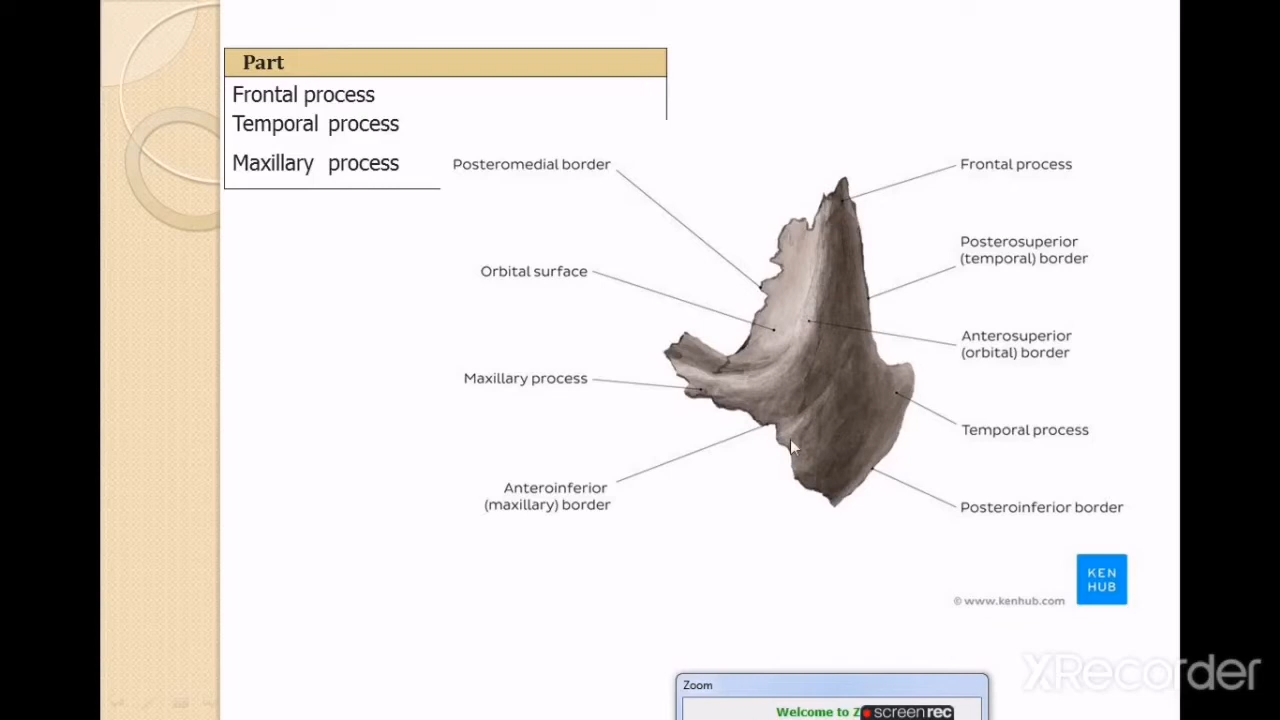 Part
Frontal process
Temporal process
Maxillary process
Posteromedial border
Orbital surface
Maxillary process
Anteroinferior
(maxillary) border
Frontal process
Posterosuperior
(temporal) border
Anterosuperior
(orbital) border
Temporal process
Posteroinferior border
KEN
HUB
© www.kenhub.com
XRecorder
Zoom
Welcome to Z
screenrec